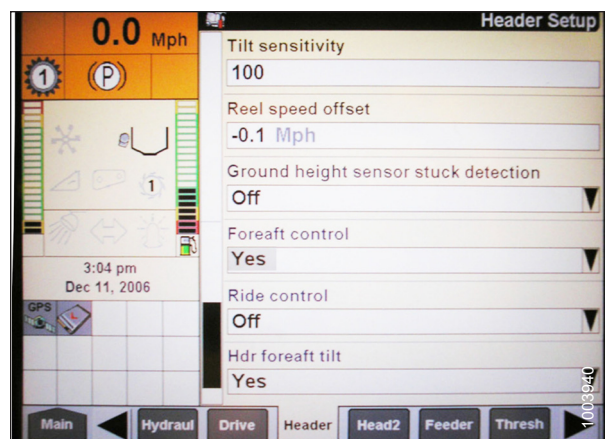 0.0 Mph
Header Setup
1
(P)
Tilt sensitivity
100
Reel speed offset
-0.1 Mph
Ground height sensor stuck detection
Off
1
Foreaft control
Yes
3:04 pm
Dec 11, 2006
Ride control
Off
GPS
Hdr foreaft tilt
Yes
1003940
Main
Hydraul
Drive
Header
Head2
Feeder
Thresh